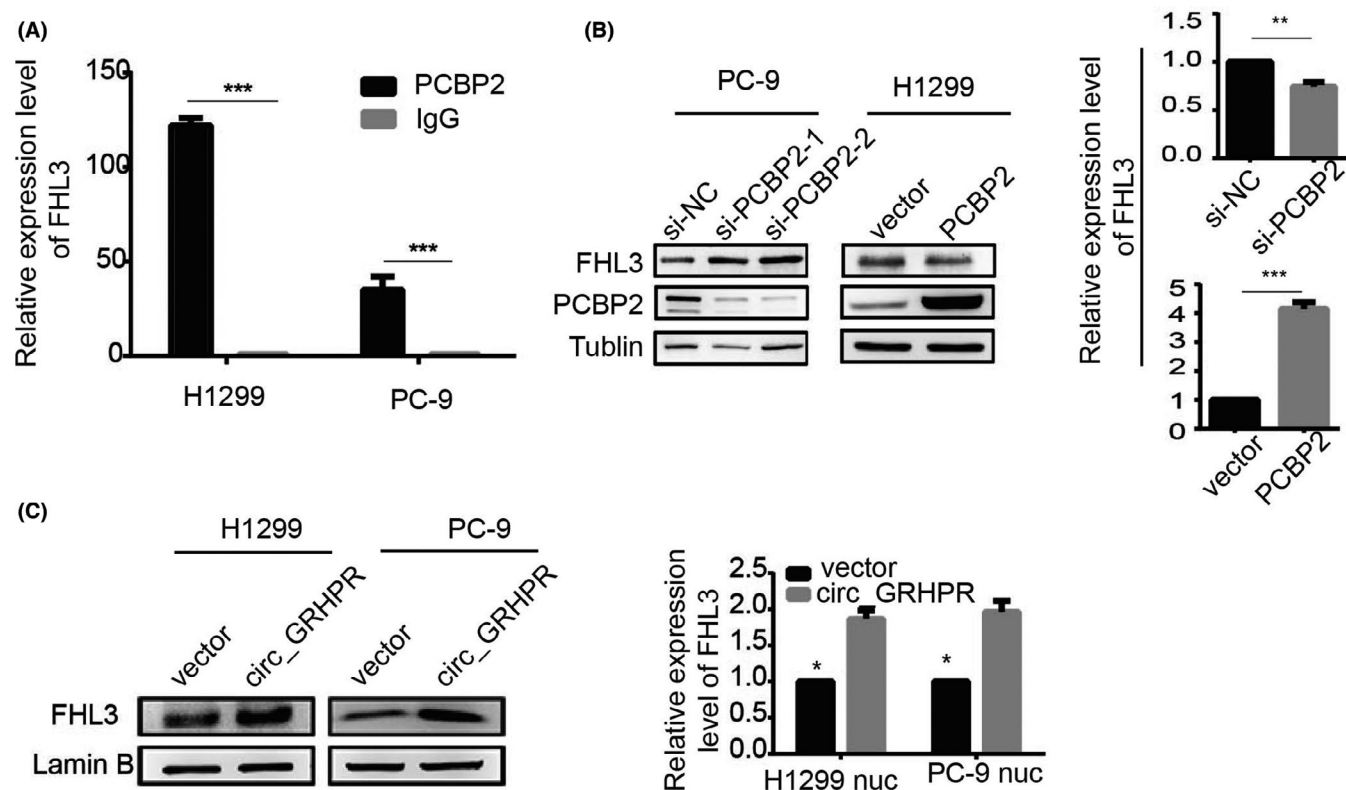 (A)
150
100
50
0
Relative expression level
of FHL3
PCBP2
IgG
***
***
H1299
PC-9
(B)
PC-9
H1299
si-NC
si-PCBP2-1
si-PCBP2-2
vector
PCBP2
FHL3
PCBP2
Tublin
Relative expression level
of FHL3
1.5
1.0
0.5
0.0
**
si-NC
si-PCBP2
5
4
3
2
1
0
***
vector
PCBP2
(C)
H1299
PC-9
vector
circ_GRHPR
vector
circ_GRHPR
FHL3
Lamin B
Relative expression
level of FHL3
2.5
2.0
1.5
1.0
0.5
0.0
vector
circ_GRHPR
*
*
H1299 nuc
PC-9 nuc